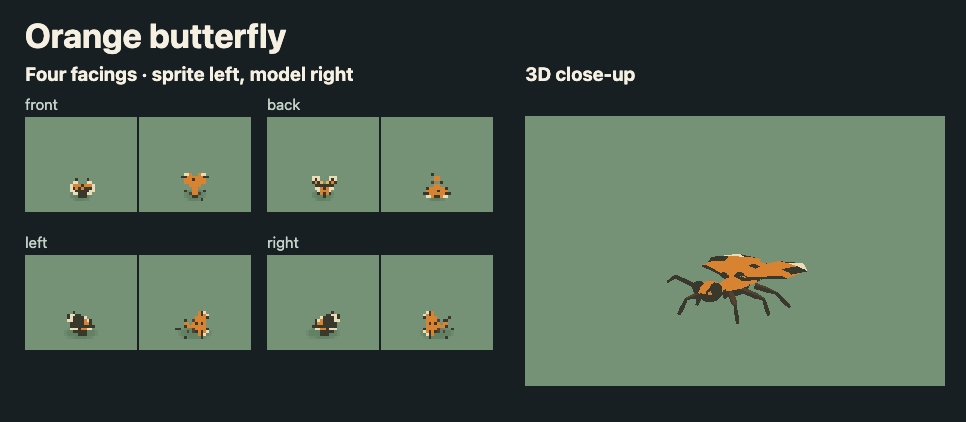 Orange butterfly
Four facings · sprite left, model right
3D close-up
front
back
left
right